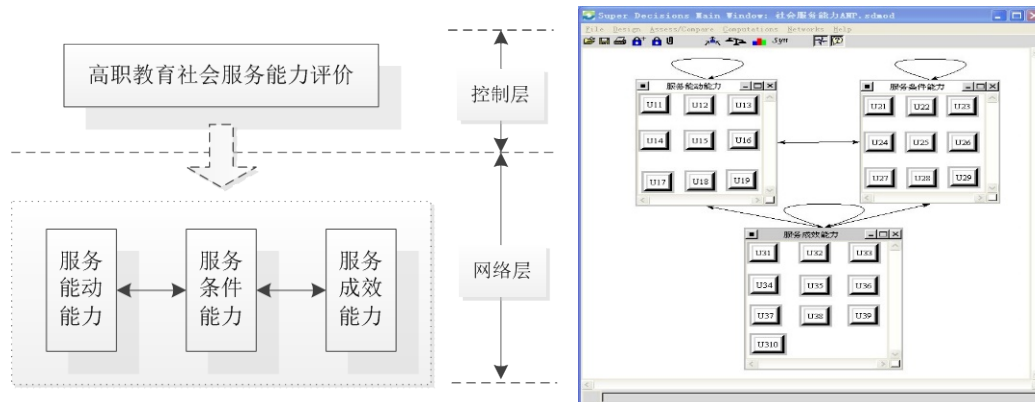 高职教育社会服务能力评价
控制层
服务
能动
能力
服务
条件
能力
服务
成效
能力
网络层
Super Decisions Main Window: 社会服务能力ANP.sdmod
File Design Assess/Compare Computations Networks Help
Syn
服务能动能力
U11 U12 U13
U14 U15 U16
U17 U18 U19
服务条件能力
U21 U22 U23
U24 U25 U26
U27 U28 U29
服务成效能力
U31 U32 U33
U34 U35 U36
U37 U38 U39
U310